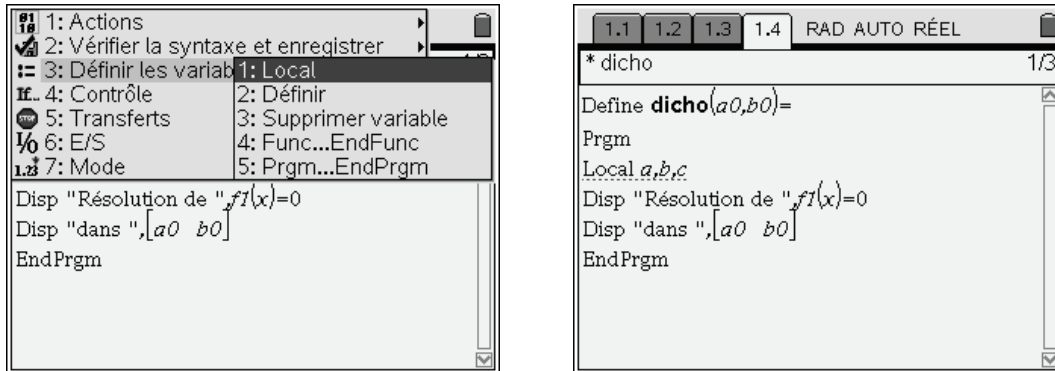 1: Actions
2: Vérifier la syntaxe et enregistrer
:= 3: Définir les variab
If.. 4: Contrôle
5: Transferts
I/O 6: E/S
1.23 7: Mode
1: Local
2: Définir
3: Supprimer variable
4: Func...EndFunc
5: Prgm...EndPrgm
Disp "Résolution de ",f1(x)=0
Disp "dans ",[a0 b0]
EndPrgm
1.1 1.2 1.3 1.4 RAD AUTO RÉEL
* dicho 1/3
Define dicho(a0,b0)=
Prgm
Local a,b,c
Disp "Résolution de ",f1(x)=0
Disp "dans ",[a0 b0]
EndPrgm